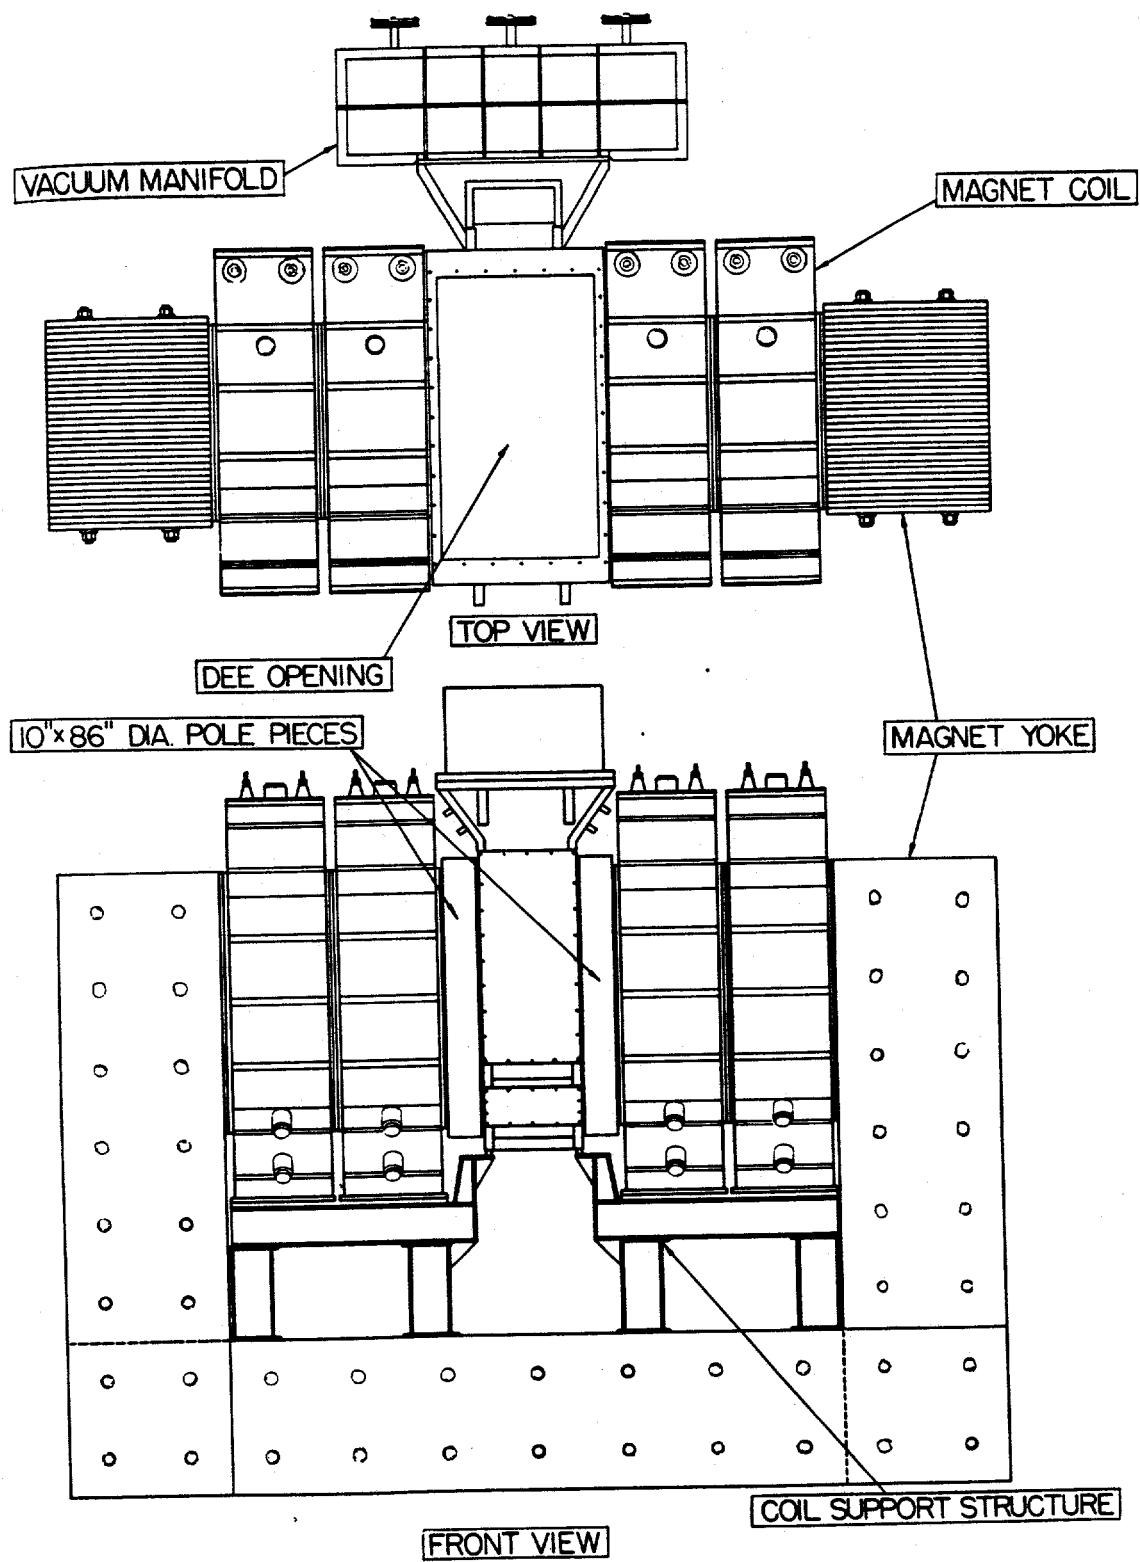 VACUUM MANIFOLD
MAGNET COIL
TOP VIEW
DEE OPENING
10"×86" DIA. POLE PIECES
MAGNET YOKE
COIL SUPPORT STRUCTURE
FRONT VIEW